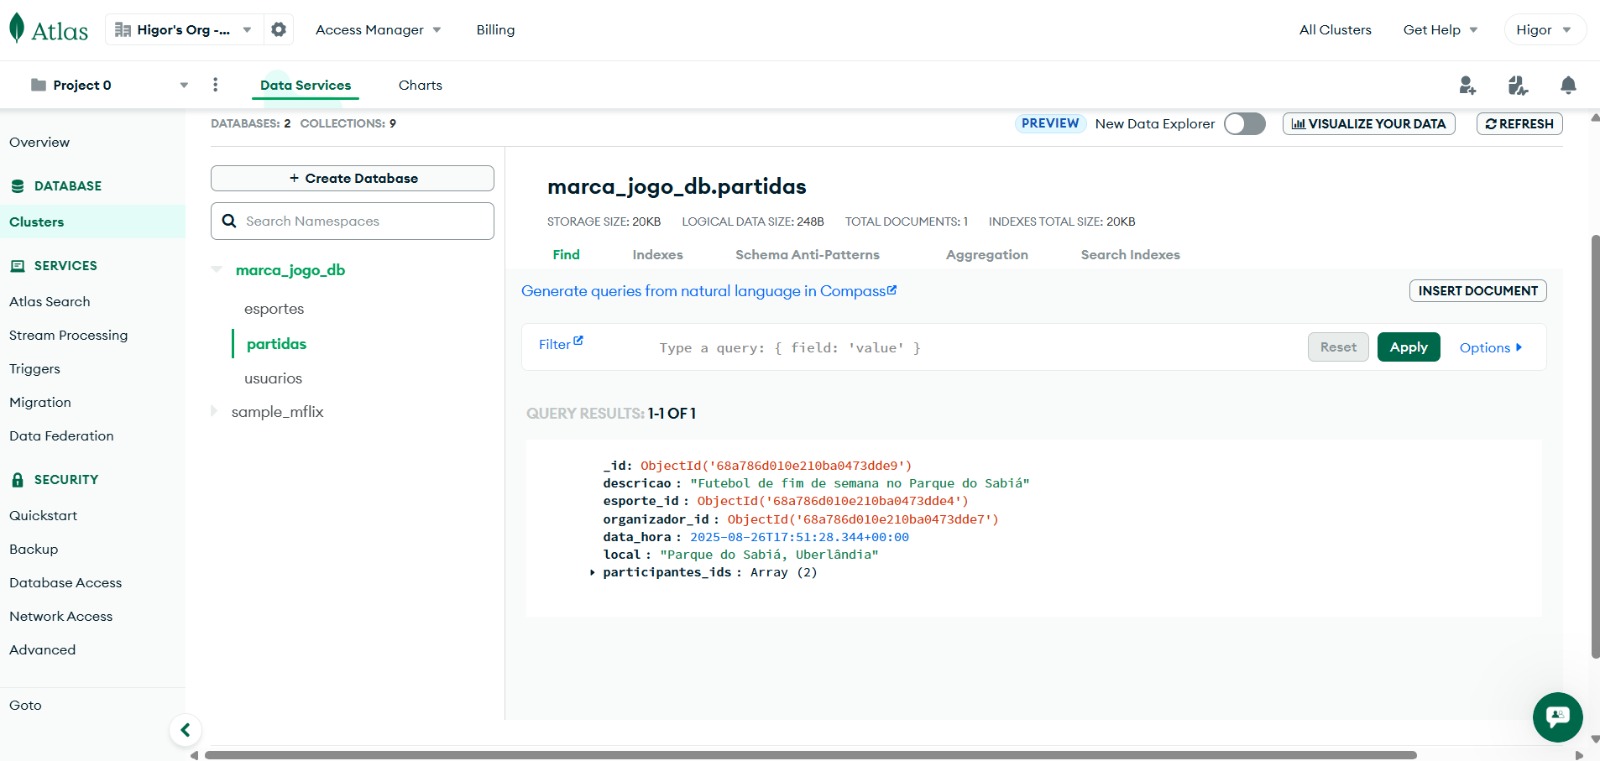 Atlas
Higor's Org -...
Access Manager
Billing
All Clusters
Get Help
Higor
Project 0
Data Services
Charts
Overview
DATABASE
Clusters
SERVICES
Atlas Search
Stream Processing
Triggers
Migration
Data Federation
SECURITY
Quickstart
Backup
Database Access
Network Access
Advanced
Goto
DATABASES: 2 COLLECTIONS: 9
PREVIEW New Data Explorer
VISUALIZE YOUR DATA
REFRESH
+ Create Database
Search Namespaces
marca_jogo_db
esportes
partidas
usuarios
sample_mflix
marca_jogo_db.partidas
STORAGE SIZE: 20KB LOGICAL DATA SIZE: 248B TOTAL DOCUMENTS: 1 INDEXES TOTAL SIZE: 20KB
Find Indexes Schema Anti-Patterns Aggregation Search Indexes
Generate queries from natural language in Compass
INSERT DOCUMENT
Filter
Type a query: { field: 'value' }
Reset
Apply
Options
QUERY RESULTS: 1-1 OF 1
_id: ObjectId('68a786d010e210ba0473dde9')
descricao : "Futebol de fim de semana no Parque do Sabiá"
esporte_id : ObjectId('68a786d010e210ba0473dde4')
organizador_id : ObjectId('68a786d010e210ba0473dde7')
data_hora : 2025-08-26T17:51:28.344+00:00
local : "Parque do Sabiá, Uberlândia"
participantes_ids : Array (2)